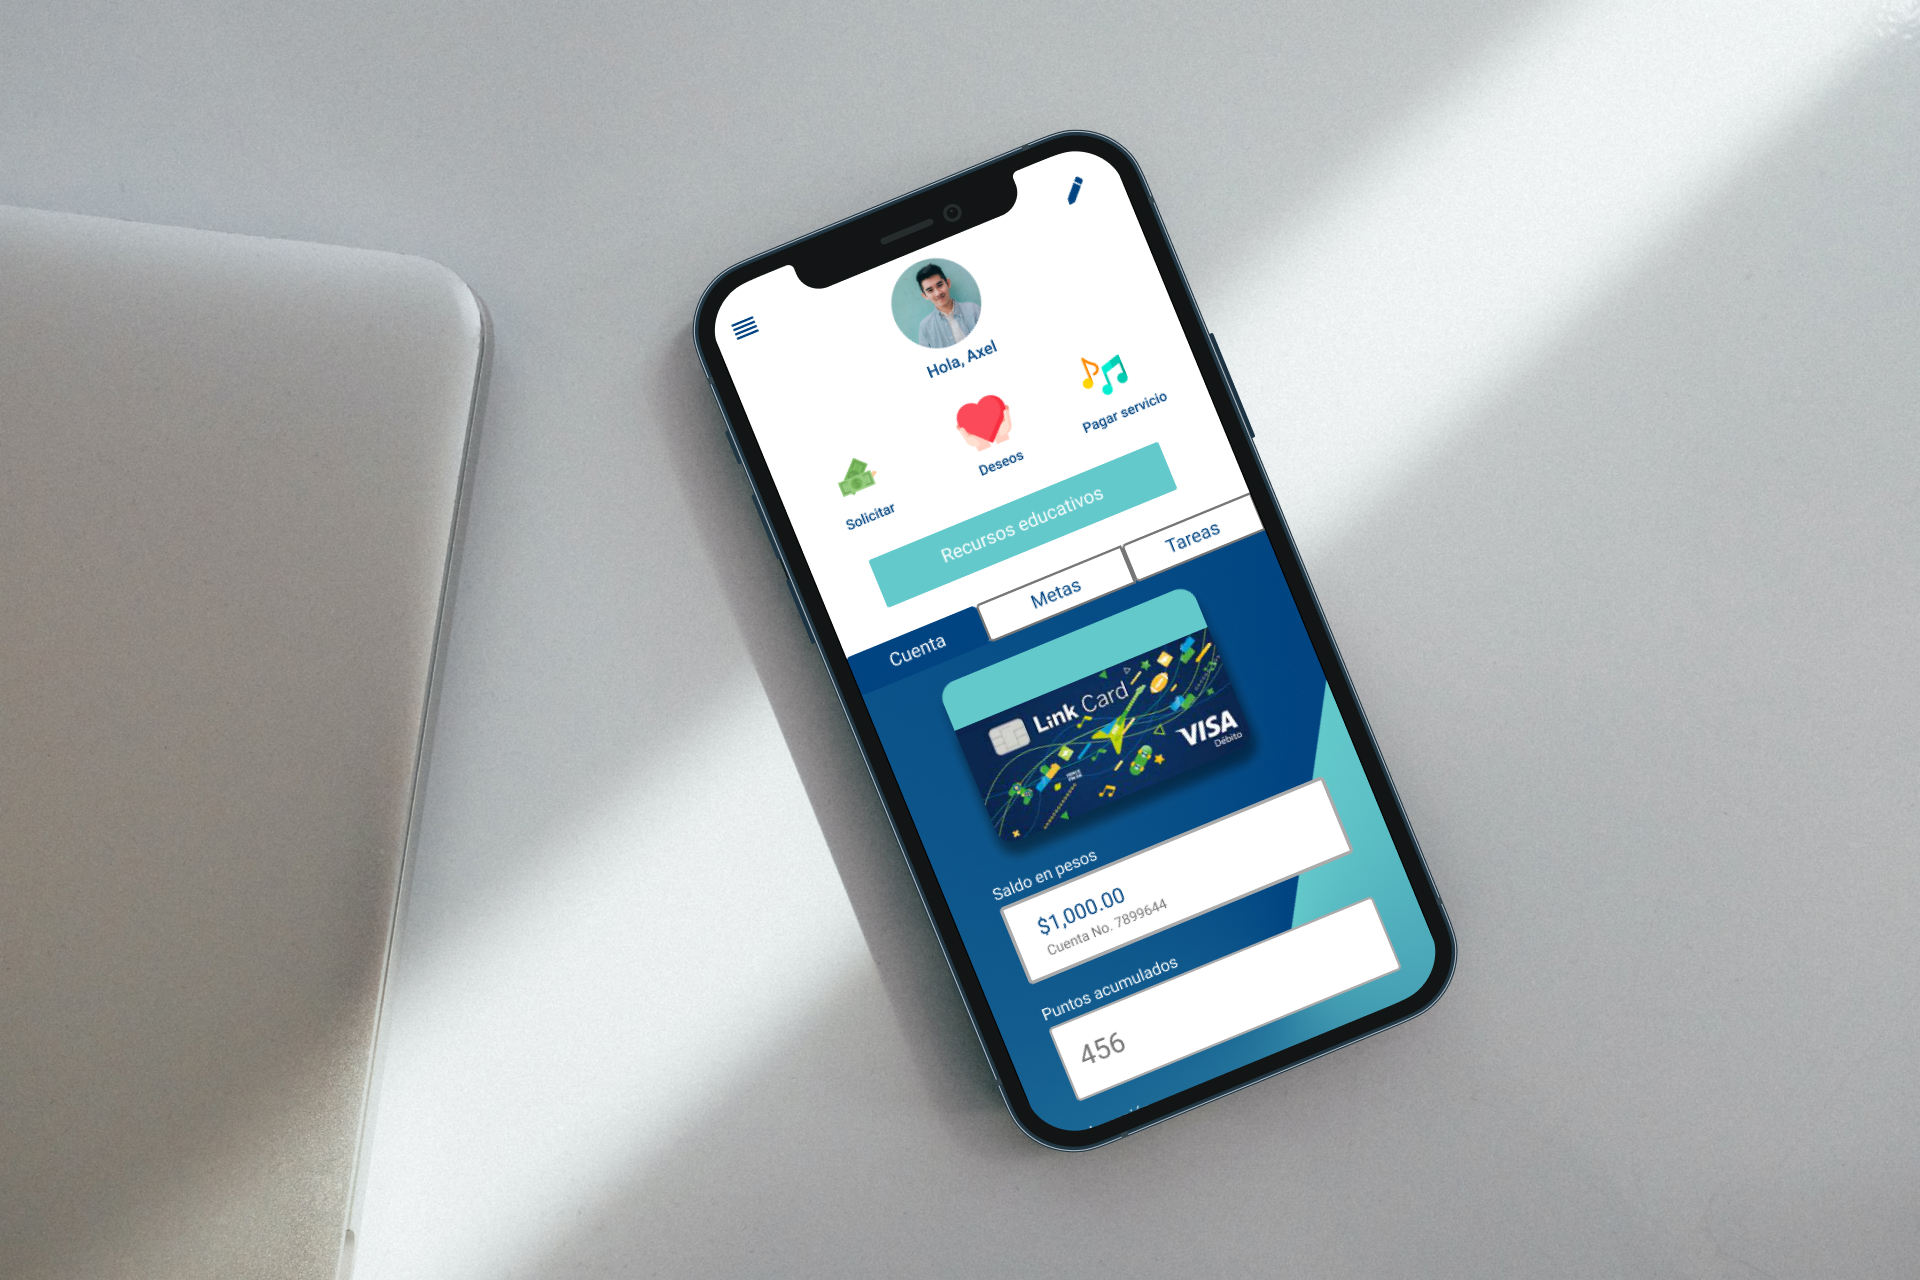 Hola, Axel
Solicitar
Deseos
Pagar servicio
Recursos educativos
Cuenta
Metas
Tareas
Link Card
VISA
Débito
Saldo en pesos
$1,000.00
Cuenta No. 7899644
Puntos acumulados
456